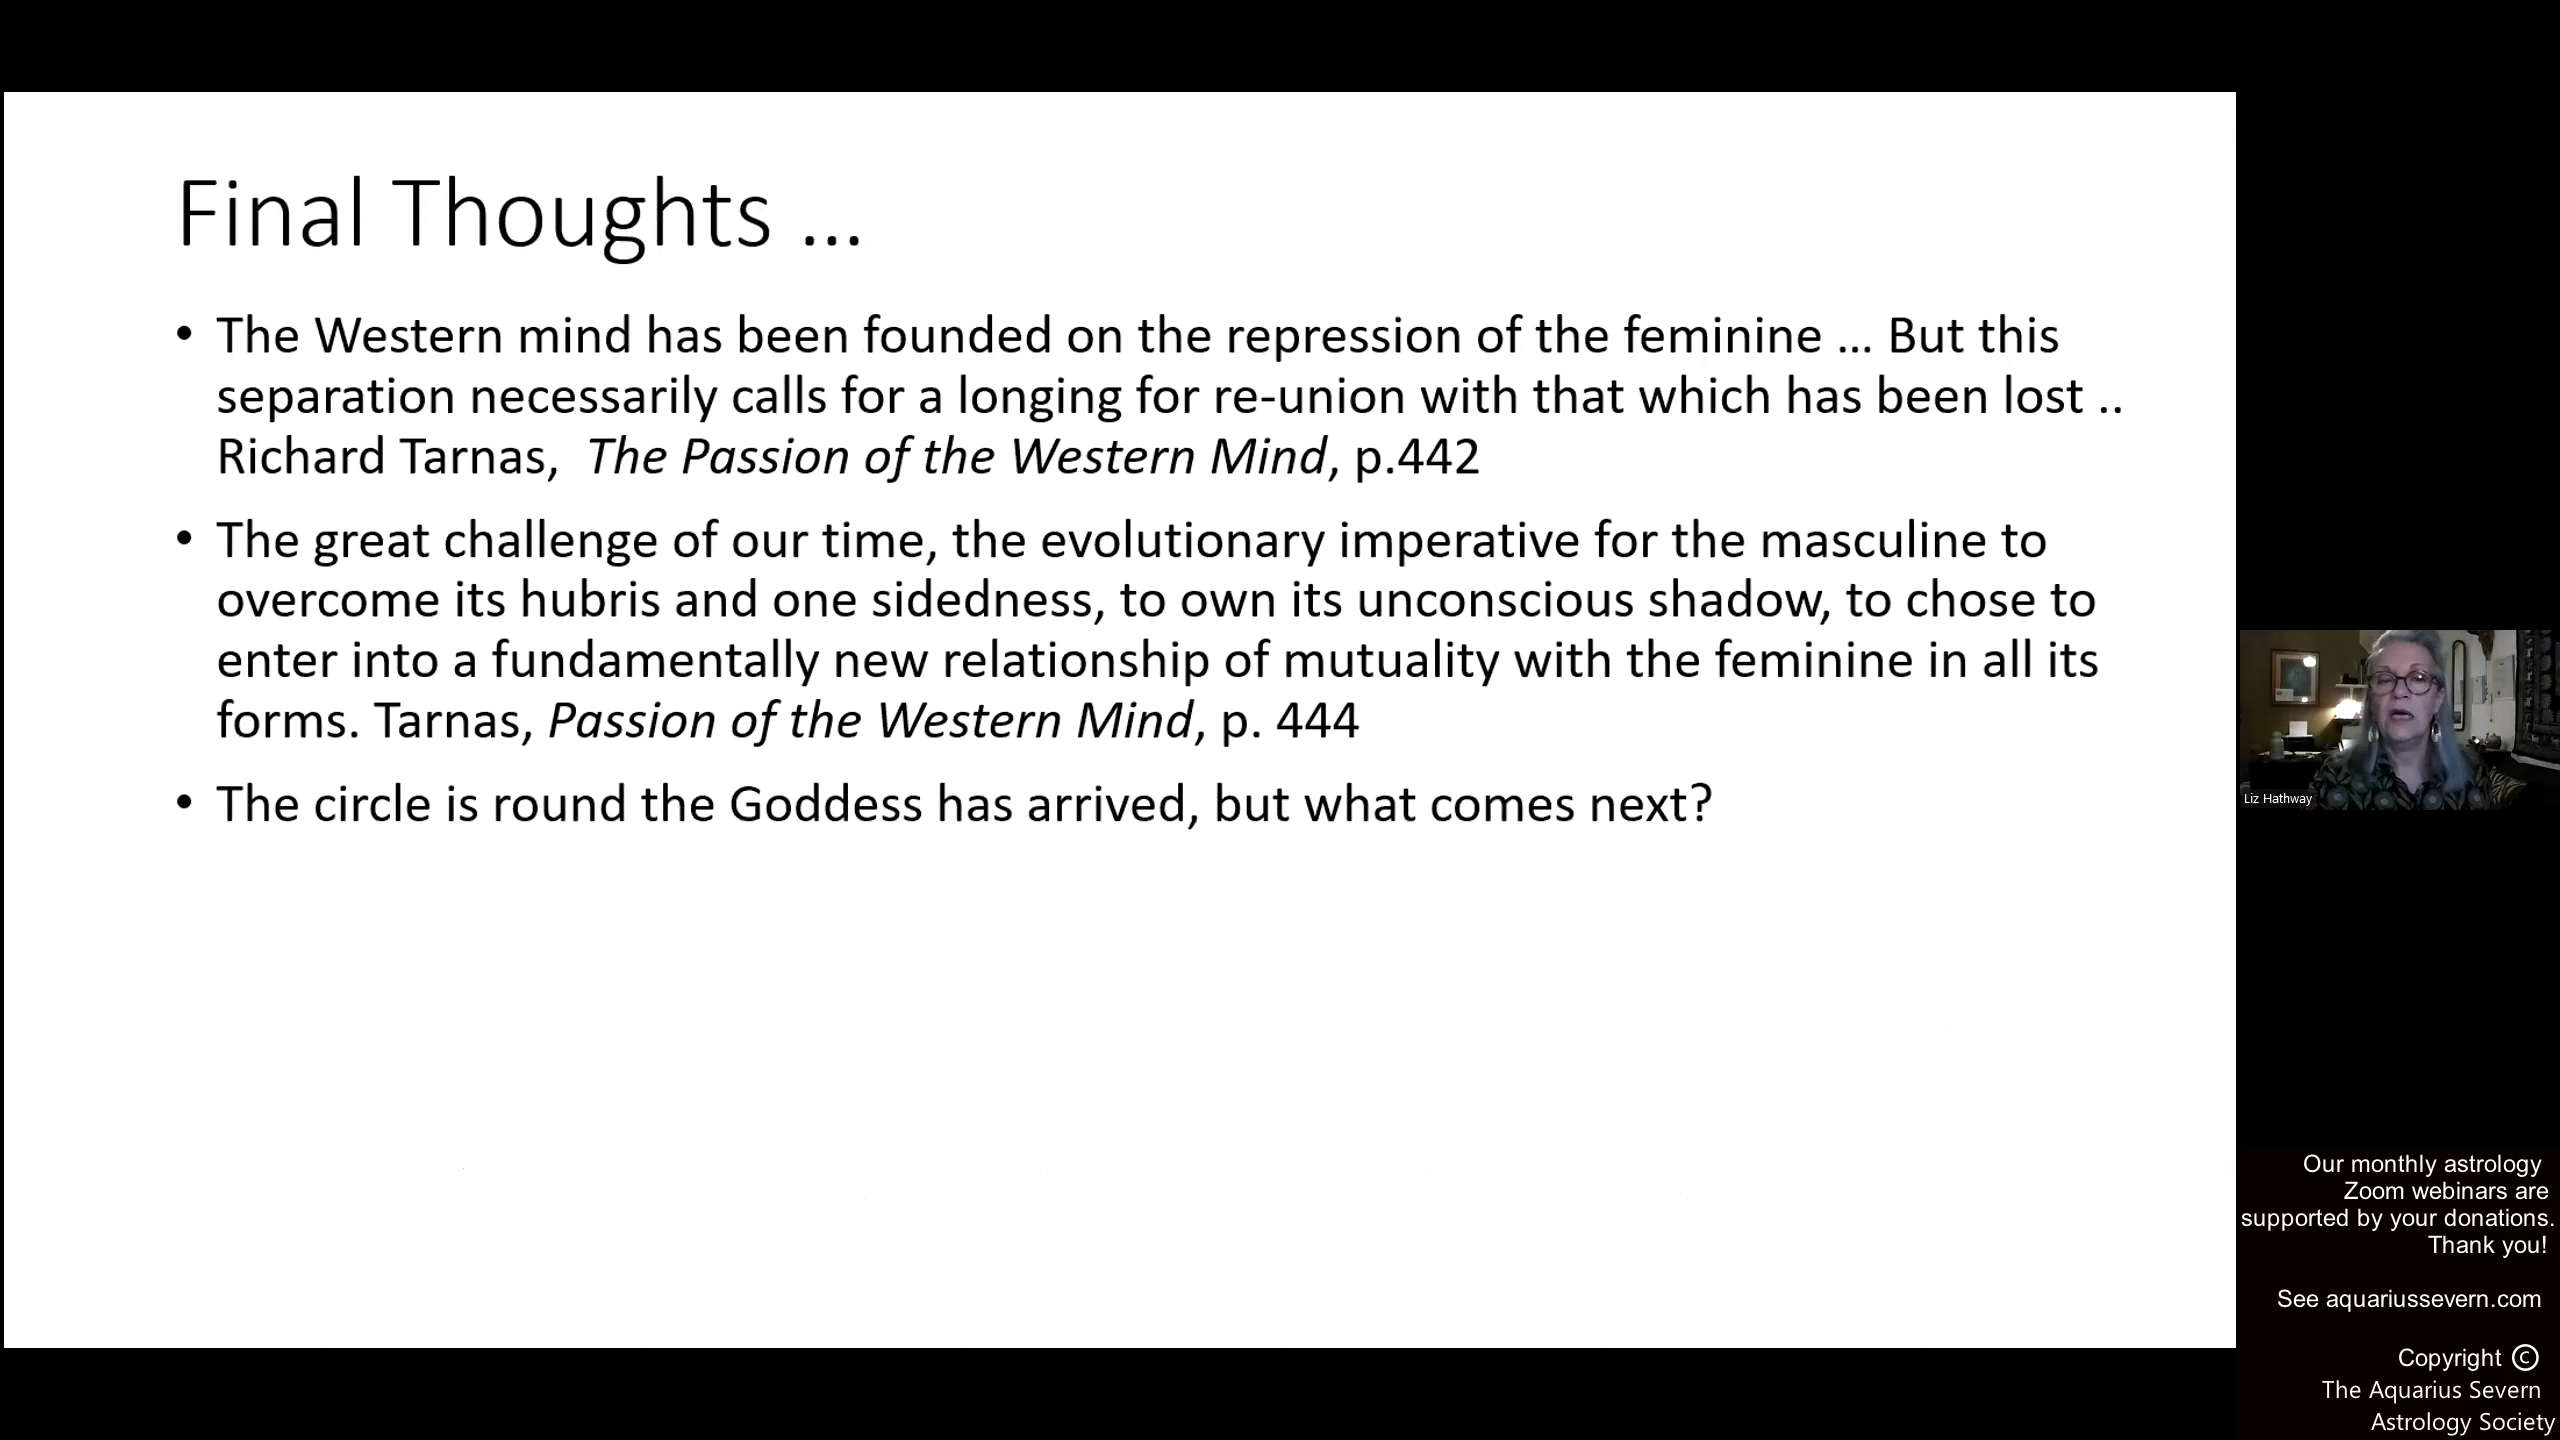 Final Thoughts ...
• The Western mind has been founded on the repression of the feminine ... But this
separation necessarily calls for a longing for re-union with that which has been lost ..
Richard Tarnas,  The Passion of the Western Mind, p.442
• The great challenge of our time, the evolutionary imperative for the masculine to
overcome its hubris and one sidedness, to own its unconscious shadow, to chose to
enter into a fundamentally new relationship of mutuality with the feminine in all its
forms. Tarnas, Passion of the Western Mind, p. 444
• The circle is round the Goddess has arrived, but what comes next?
Liz Hathway
Our monthly astrology
Zoom webinars are
supported by your donations.
Thank you!
See aquariussevern.com
Copyright ©
The Aquarius Severn
Astrology Society